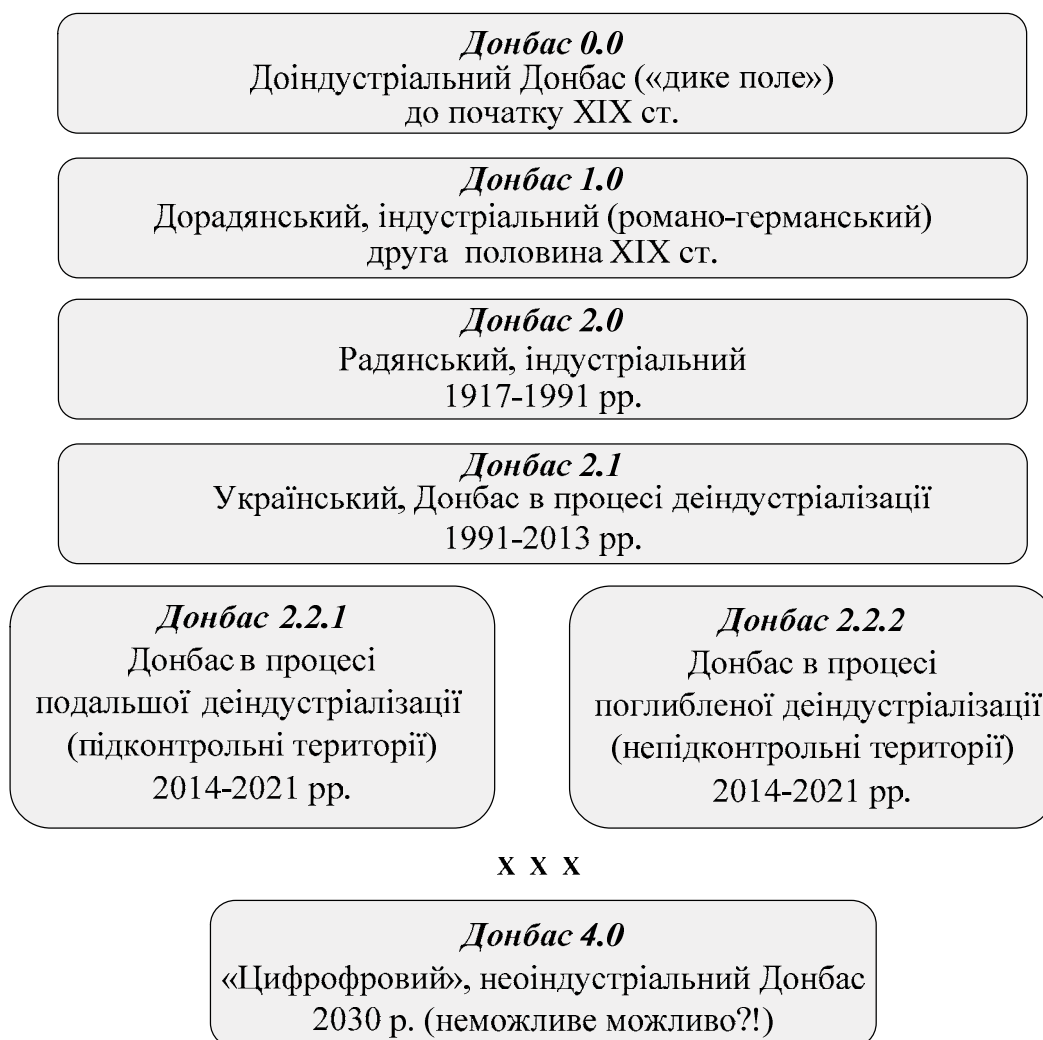 Донбас 0.0
Доіндустріальний Донбас («дике поле»)
до початку XIX ст.
Донбас 1.0
Дорадянський, індустріальний (романо-германський)
друга половина XIX ст.
Донбас 2.0
Радянський, індустріальний
1917-1991 рр.
Донбас 2.1
Український, Донбас в процесі деіндустріалізації
1991-2013 рр.
Донбас 2.2.1
Донбас в процесі
подальшої деіндустріалізації
(підконтрольні території)
2014-2021 рр.
Донбас 2.2.2
Донбас в процесі
поглибленої деіндустріалізації
(непідконтрольні території)
2014-2021 рр.
х х х
Донбас 4.0
«Цифрофровий», неоіндустріальний Донбас
2030 р. (неможливе можливо?!)